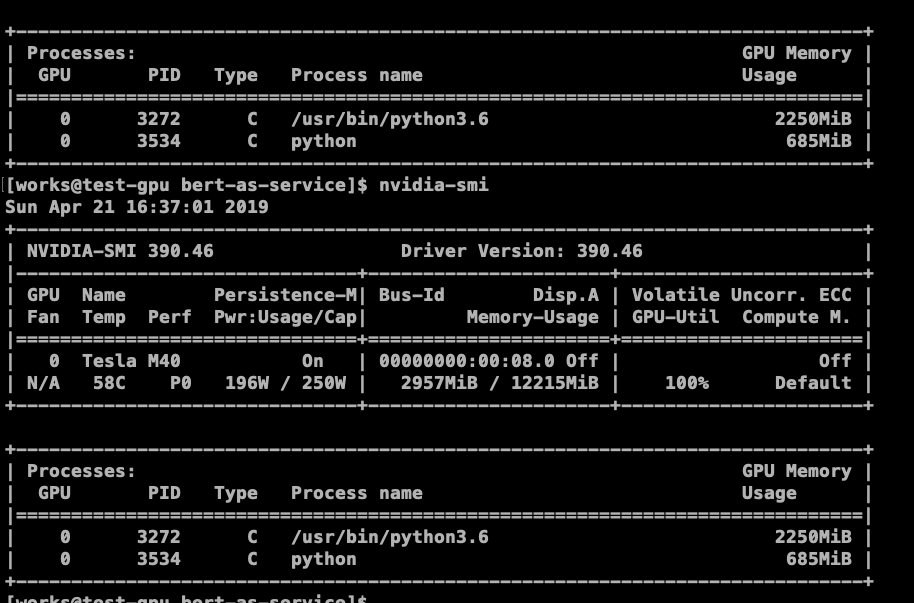 +-----------------------------------------------------------------------------+
| Processes:                                                       GPU Memory |
|  GPU       PID   Type   Process name                             Usage      |
|=============================================================================|
|    0      3272      C   /usr/bin/python3.6                          2250MiB |
|    0      3534      C   python                                       685MiB |
+-----------------------------------------------------------------------------+
[works@test-gpu bert-as-service]$ nvidia-smi
Sun Apr 21 16:37:01 2019
+-----------------------------------------------------------------------------+
| NVIDIA-SMI 390.46                 Driver Version: 390.46                    |
|-------------------------------+----------------------+----------------------+
| GPU  Name        Persistence-M| Bus-Id        Disp.A | Volatile Uncorr. ECC |
| Fan  Temp  Perf  Pwr:Usage/Cap|         Memory-Usage | GPU-Util  Compute M. |
|===============================+======================+======================|
|   0  Tesla M40           On   | 00000000:00:08.0 Off |                  Off |
| N/A   58C    P0   196W / 250W |   2957MiB / 12215MiB |    100%      Default |
+-------------------------------+----------------------+----------------------+
+-----------------------------------------------------------------------------+
| Processes:                                                       GPU Memory |
|  GPU       PID   Type   Process name                             Usage      |
|=============================================================================|
|    0      3272      C   /usr/bin/python3.6                          2250MiB |
|    0      3534      C   python                                       685MiB |
+-----------------------------------------------------------------------------+
[works@test-gpu bert-as-service]$